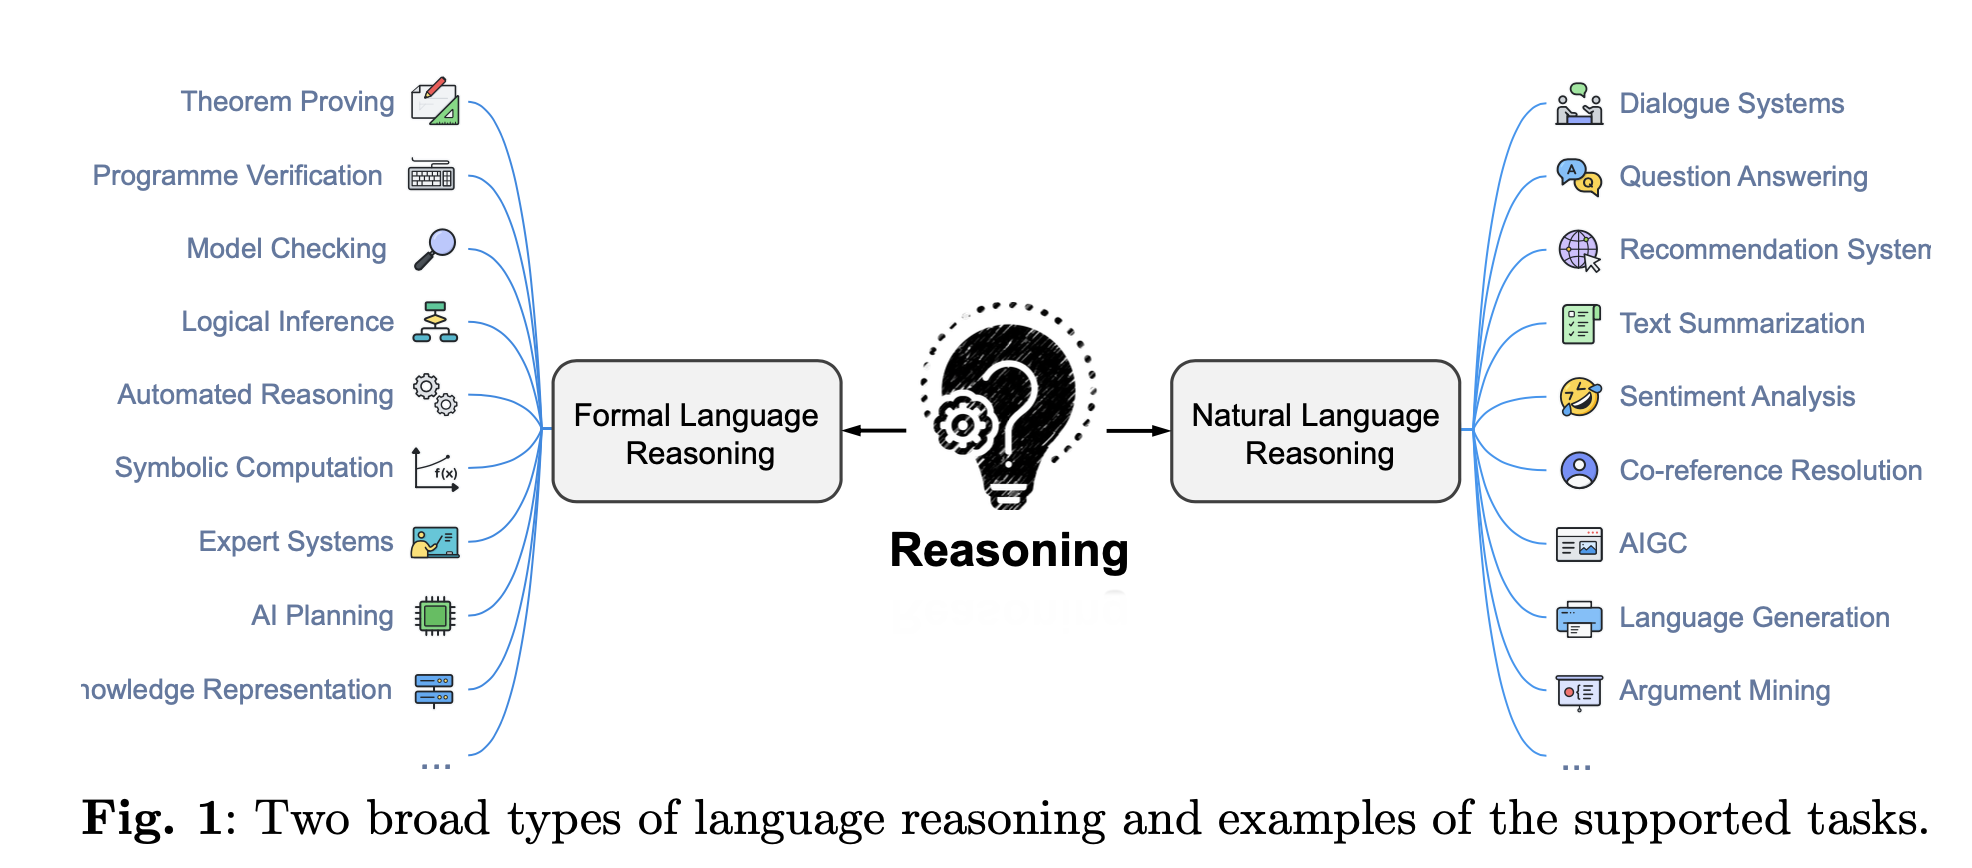 Theorem Proving
Programme Verification
Model Checking
Logical Inference
Automated Reasoning
Symbolic Computation
f(x)
Expert Systems
AI Planning
nowledge Representation
...
Formal Language
Reasoning
Reasoning
Natural Language
Reasoning
Dialogue Systems
A
Q
Question Answering
Recommendation System
Text Summarization
Sentiment Analysis
Co-reference Resolution
AIGC
Language Generation
Argument Mining
...
Fig. 1: Two broad types of language reasoning and examples of the supported tasks.